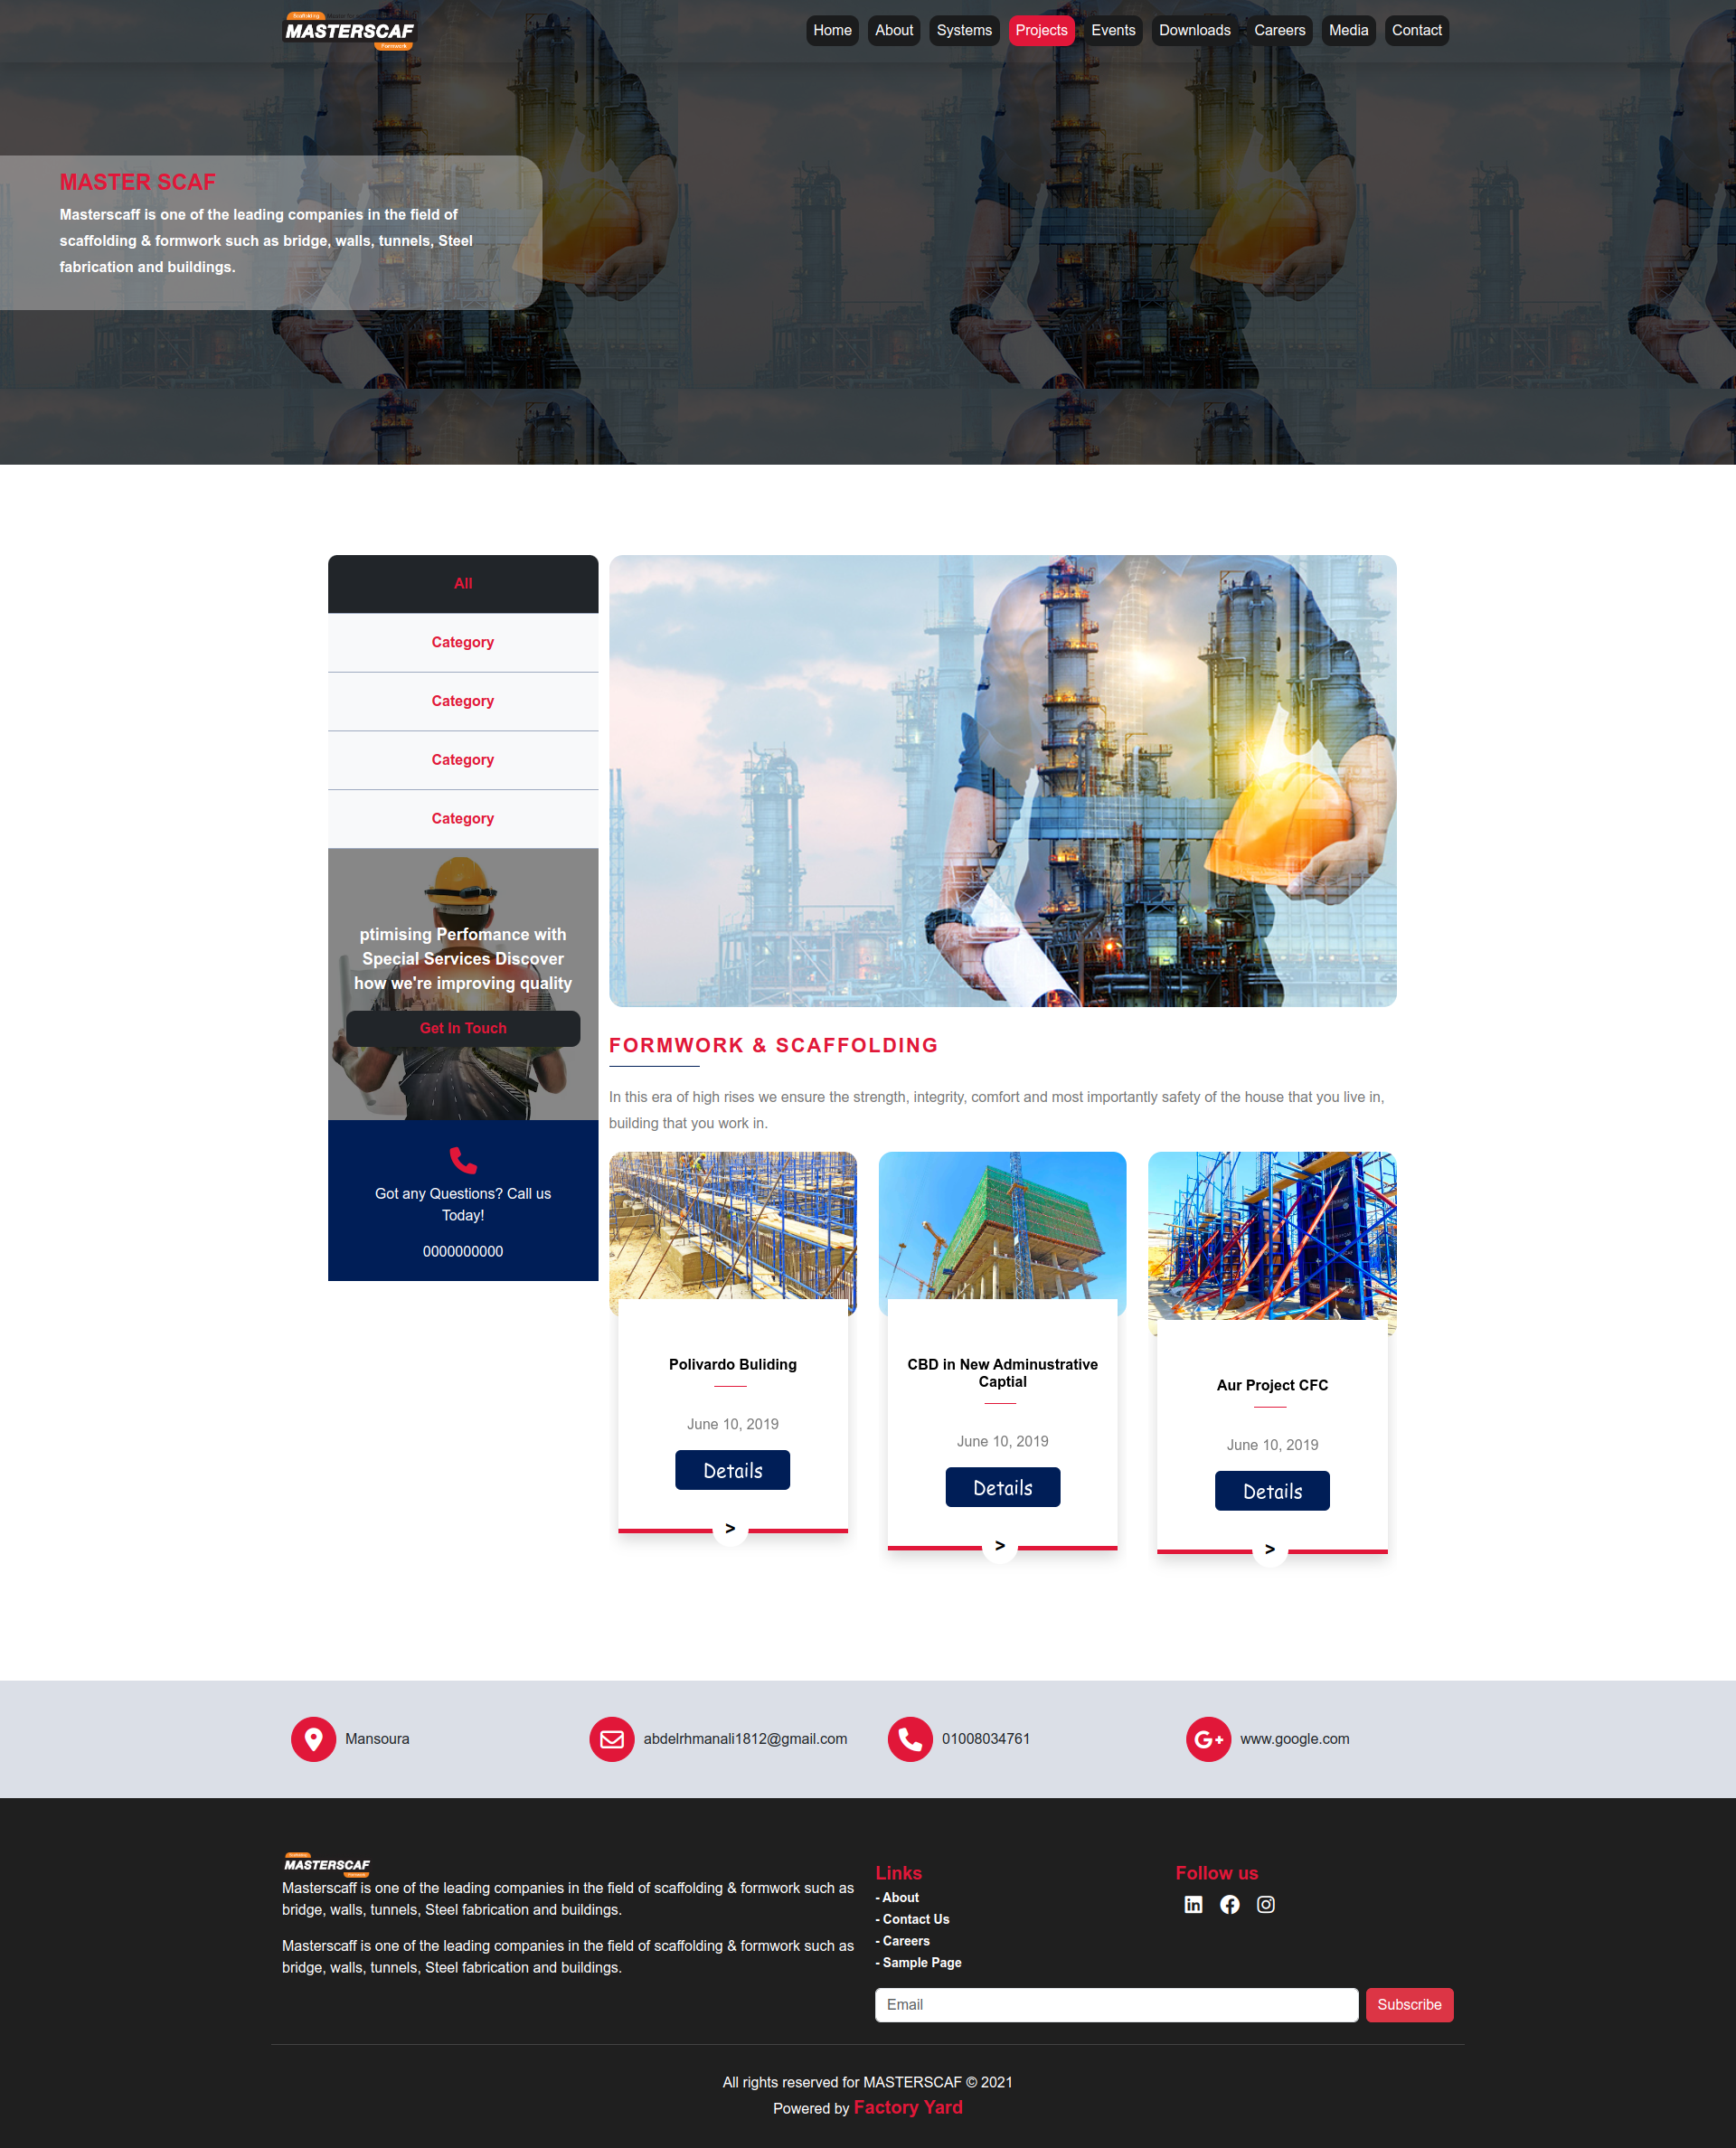 Scaffolding
MASTERSCAF
Formwork
Home About Systems Projects Events Downloads Careers Media Contact
MASTER SCAF
Masterscaff is one of the leading companies in the field of
scaffolding & formwork such as bridge, walls, tunnels, Steel
fabrication and buildings.
All
Category
Category
Category
Category
ptimising Perfomance with
Special Services Discover
how we're improving quality
Get In Touch
Got any Questions? Call us
Today!
0000000000
FORMWORK & SCAFFOLDING
In this era of high rises we ensure the strength, integrity, comfort and most importantly safety of the house that you live in,
building that you work in.
Polivardo Buliding
June 10, 2019
Details
>
CBD in New Adminustrative
Captial
June 10, 2019
Details
>
Aur Project CFC
June 10, 2019
Details
>
Mansoura
abdelrhmanali1812@gmail.com
01008034761
G+ www.google.com
MASTERSCAF
Masterscaff is one of the leading companies in the field of scaffolding & formwork such as
bridge, walls, tunnels, Steel fabrication and buildings.
Masterscaff is one of the leading companies in the field of scaffolding & formwork such as
bridge, walls, tunnels, Steel fabrication and buildings.
Links
- About
- Contact Us
- Careers
- Sample Page
Follow us
Email
Subscribe
All rights reserved for MASTERSCAF © 2021
Powered by Factory Yard